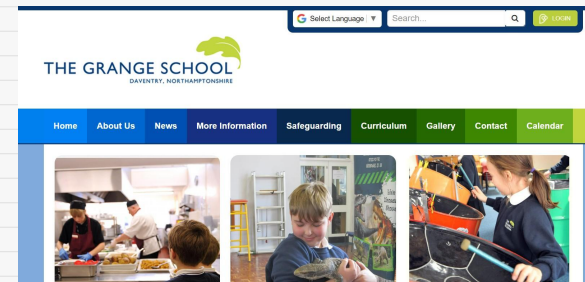 Select Language ▼ Search... LOGIN
THE GRANGE SCHOOL
DAVENTRY, NORTHAMPTONSHIRE
Home About Us News More Information Safeguarding Curriculum Gallery Contact Calendar